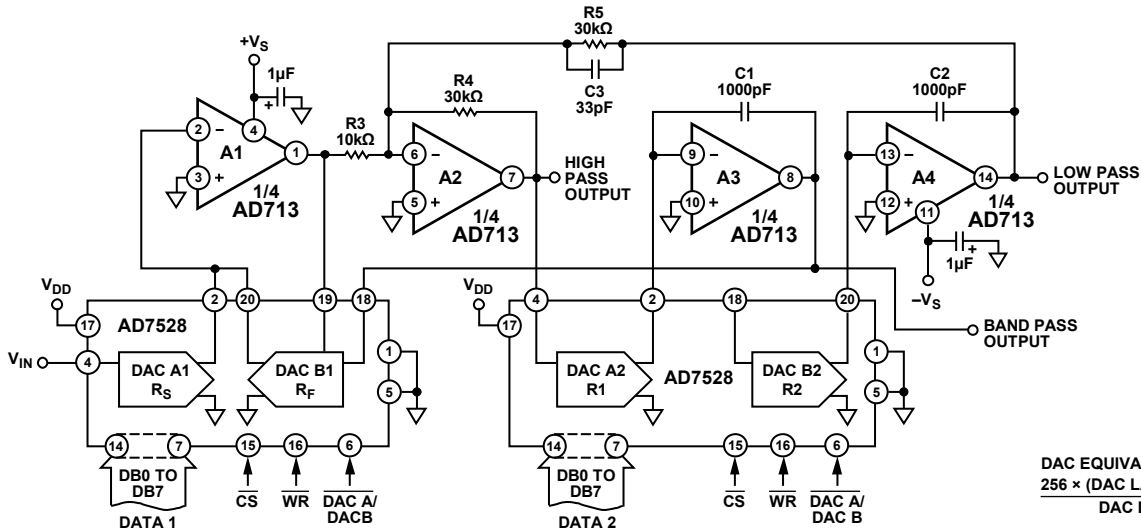 R5
30kΩ
C3
33pF
+VS
1µF
R4
30kΩ
C1
1000pF
C2
1000pF
2
–
4
A1
3
+
1
1/4
AD713
R3
10kΩ
6
–
A2
5
+
7
1/4
AD713
HIGH
PASS
OUTPUT
9
–
A3
10
+
8
1/4
AD713
13
–
A4
12
+
14
11
1/4
AD713
LOW PASS
OUTPUT
1µF
+
–VS
BAND PASS
OUTPUT
VDD
17
2
20
19
18
AD7528
VIN
4
DAC A1
RS
DAC B1
RF
1
5
14
7
15
16
6
DB0 TO
DB7
DATA 1
CS
WR
DAC A/
DACB
VDD
17
4
2
18
20
DAC A2
R1
AD7528
DAC B2
R2
1
5
14
7
15
16
6
DB0 TO
DB7
DATA 2
CS
WR
DAC A/
DAC B
DAC EQUIVA
256 × (DAC LA
DAC